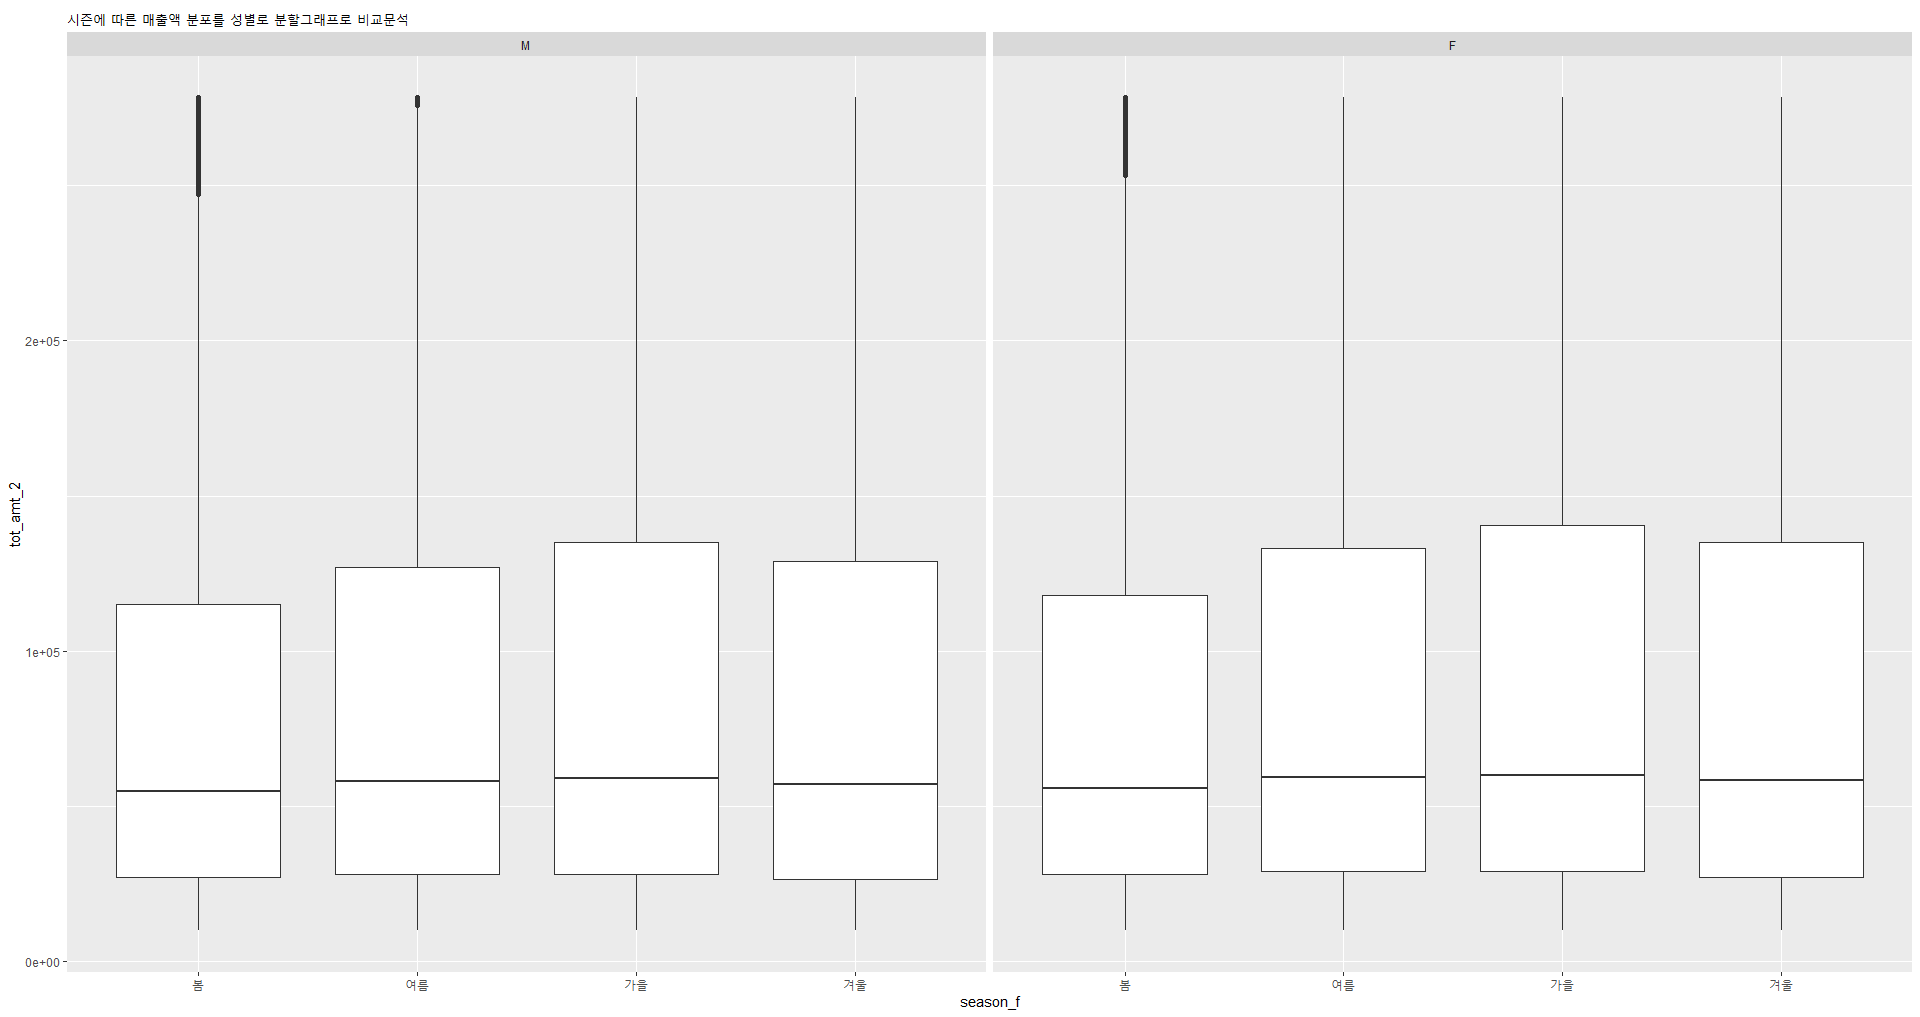 시즌에 따른 매출액 분포를 성별로 분할그래프로 비교문석
M
F
tot_amt_2
2e+05
1e+05
0e+00
봄 여름 가을 겨울
봄 여름 가을 겨울
season_f